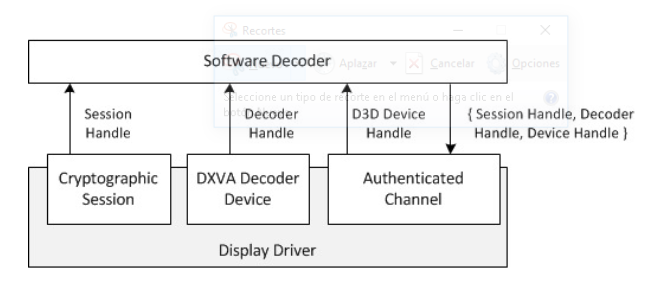 Recortes
Software Decoder
Aplazar
Cancelar
Opciones
Seleccione un tipo de recorte en el menú o haga clic en el
Session
Handle
Decoder
Handle
D3D Device
Handle
{ Session Handle, Decoder
Handle, Device Handle }
Cryptographic
Session
DXVA Decoder
Device
Authenticated
Channel
Display Driver